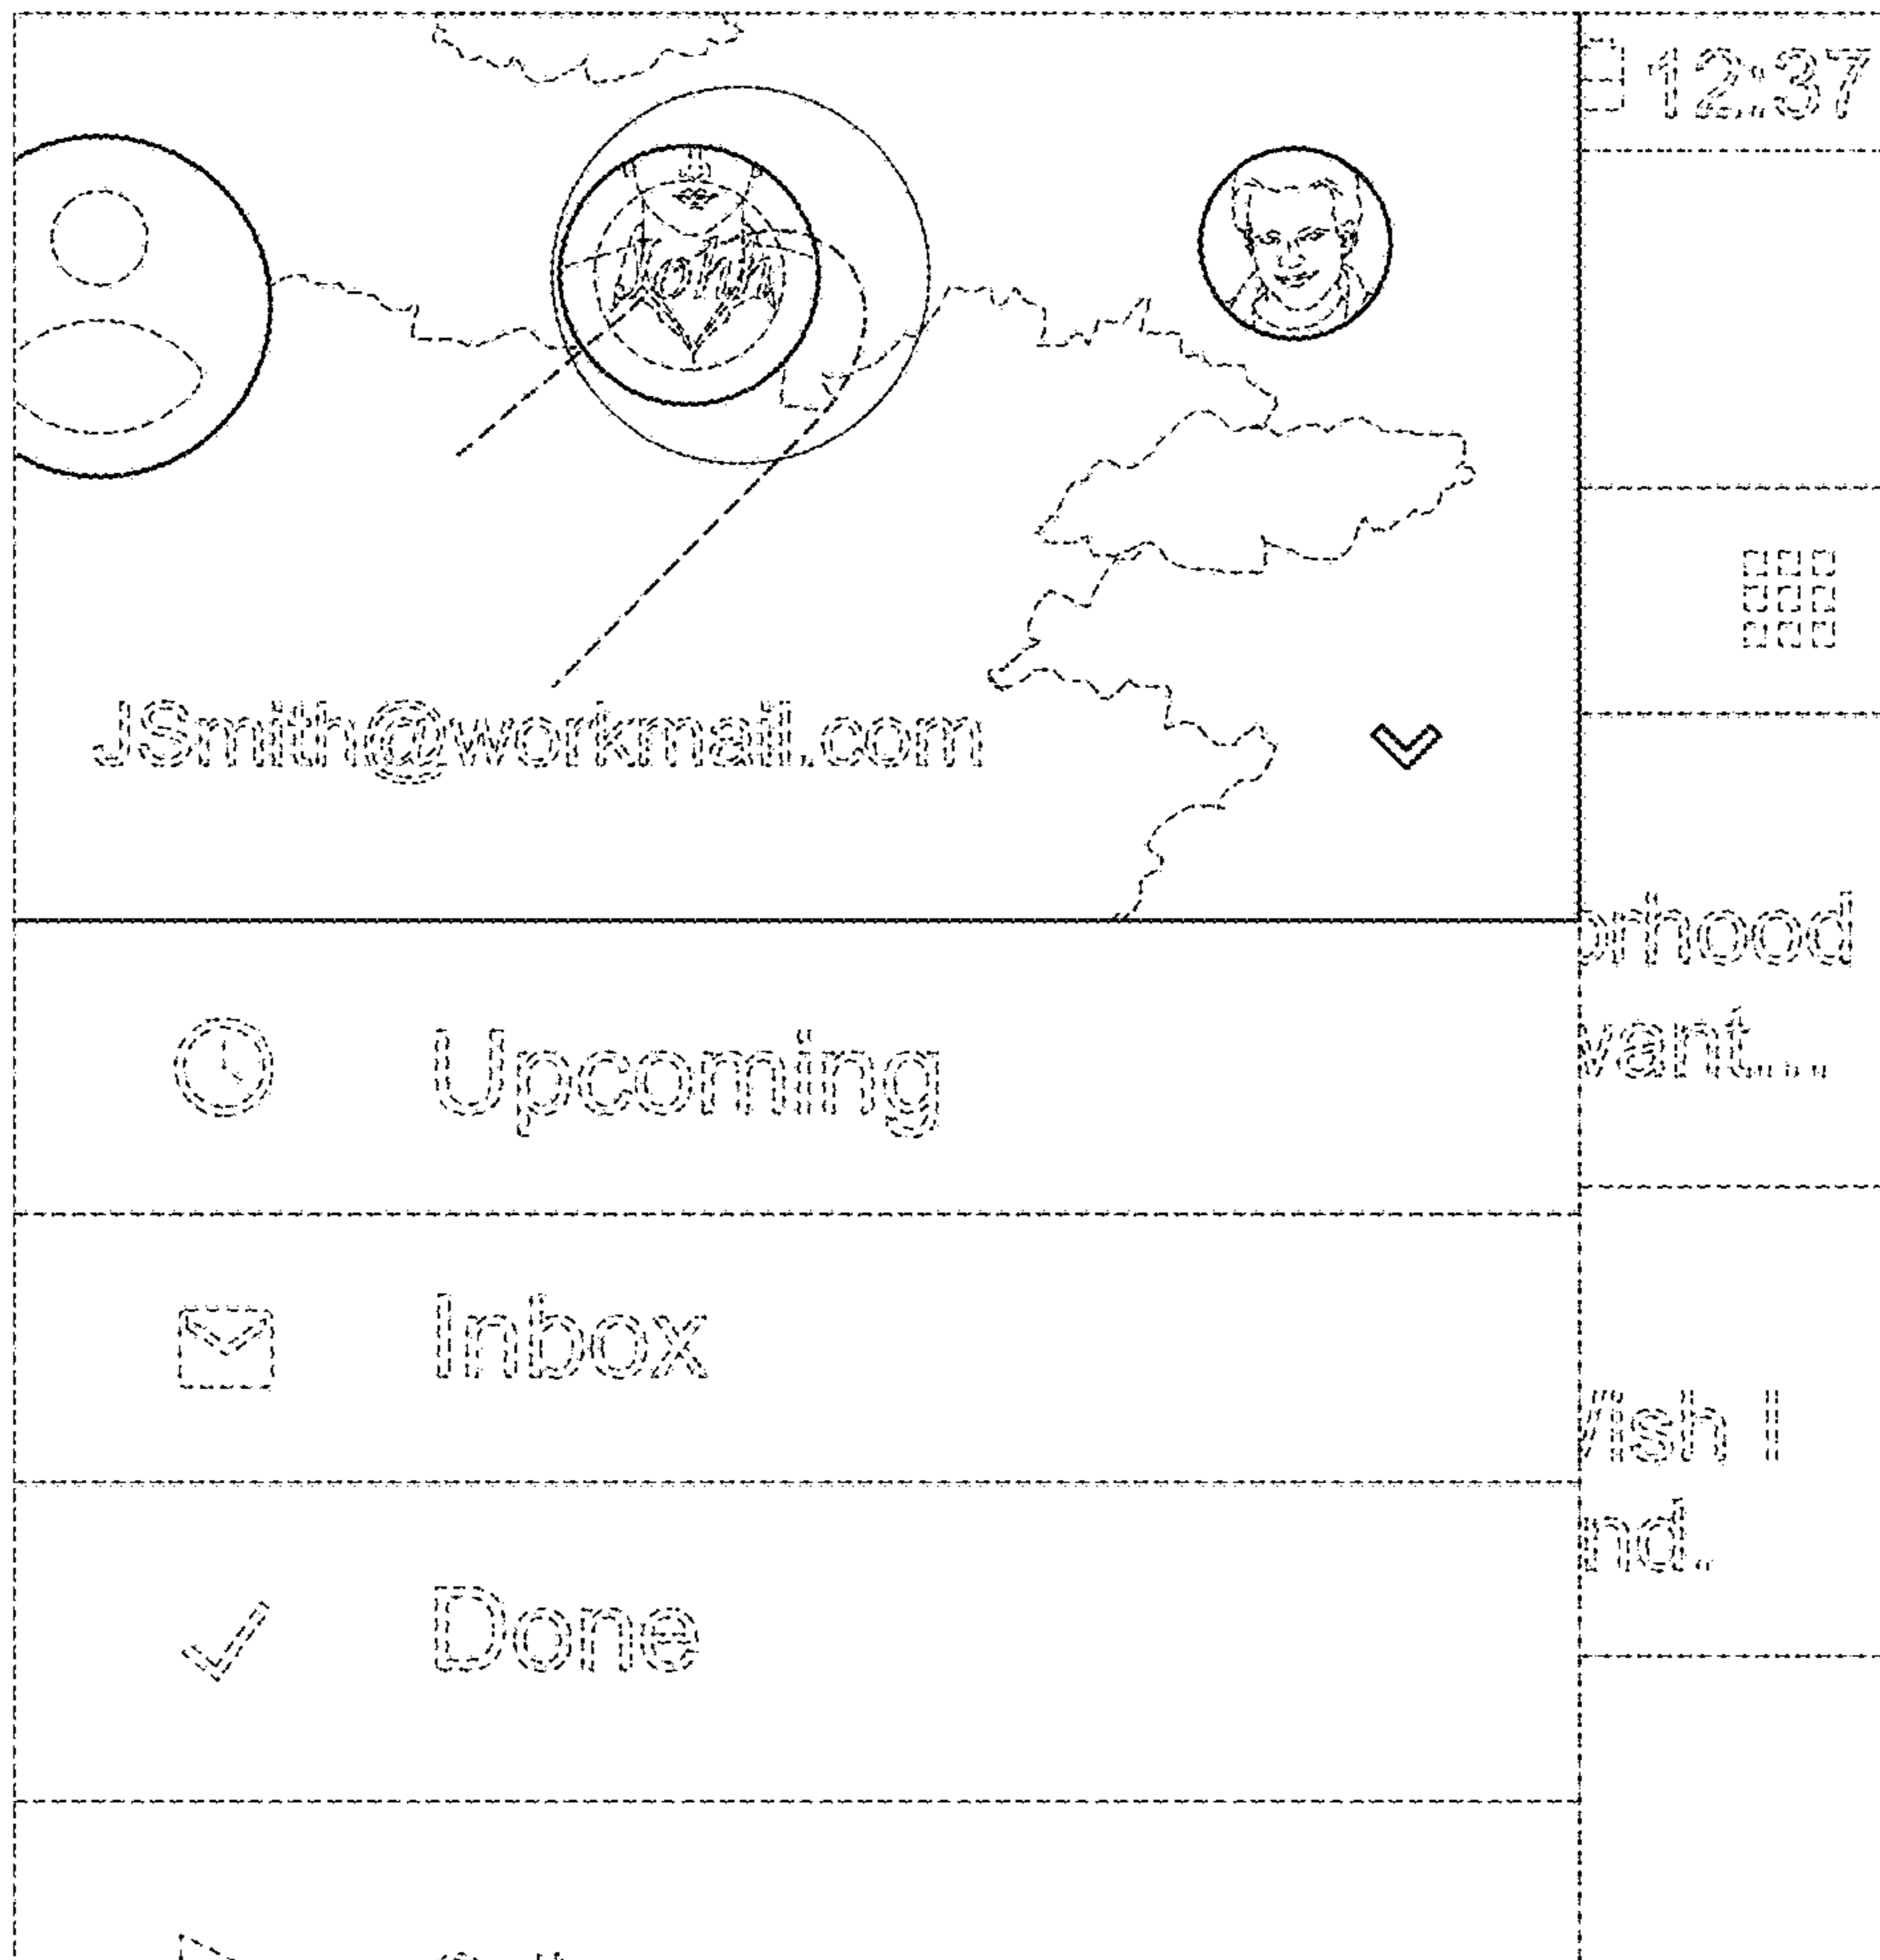 12:37
John
JSmith@workmail.com
orhood
Upcoming
vant...
Inbox
ish I
Done
nd.